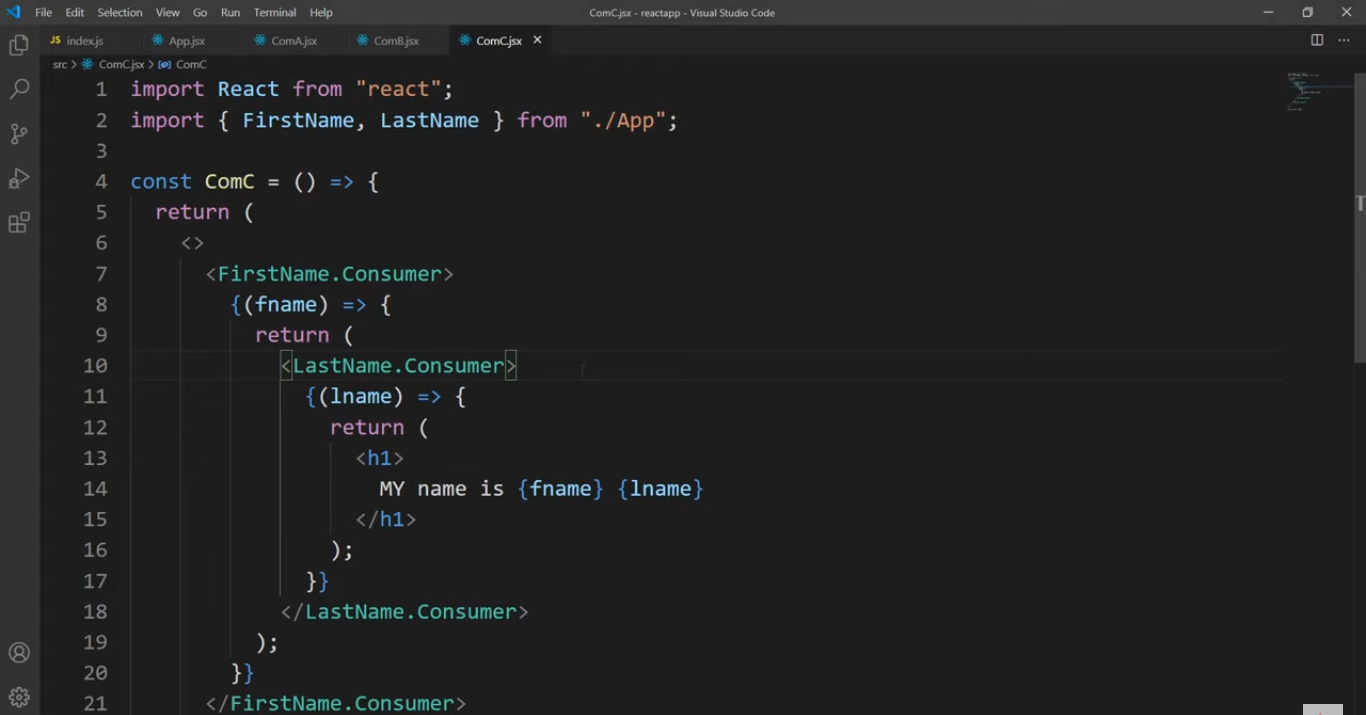 File Edit Selection View Go Run Terminal Help ComC.jsx - reactapp - Visual Studio Code
JS index.js App.jsx ComA.jsx ComB.jsx ComC.jsx
src > ComC.jsx > ComC
1 import React from "react";
2 import { FirstName, LastName } from "./App";
3
4 const ComC = () => {
5 return (
6 <>
7 <FirstName.Consumer>
8 {(fname) => {
9 return (
10 <LastName.Consumer>
11 {(lname) => {
12 return (
13 <h1>
14 MY name is {fname} {lname}
15 </h1>
16 );
17 }}
18 </LastName.Consumer>
19 );
20 }}
21 </FirstName.Consumer>